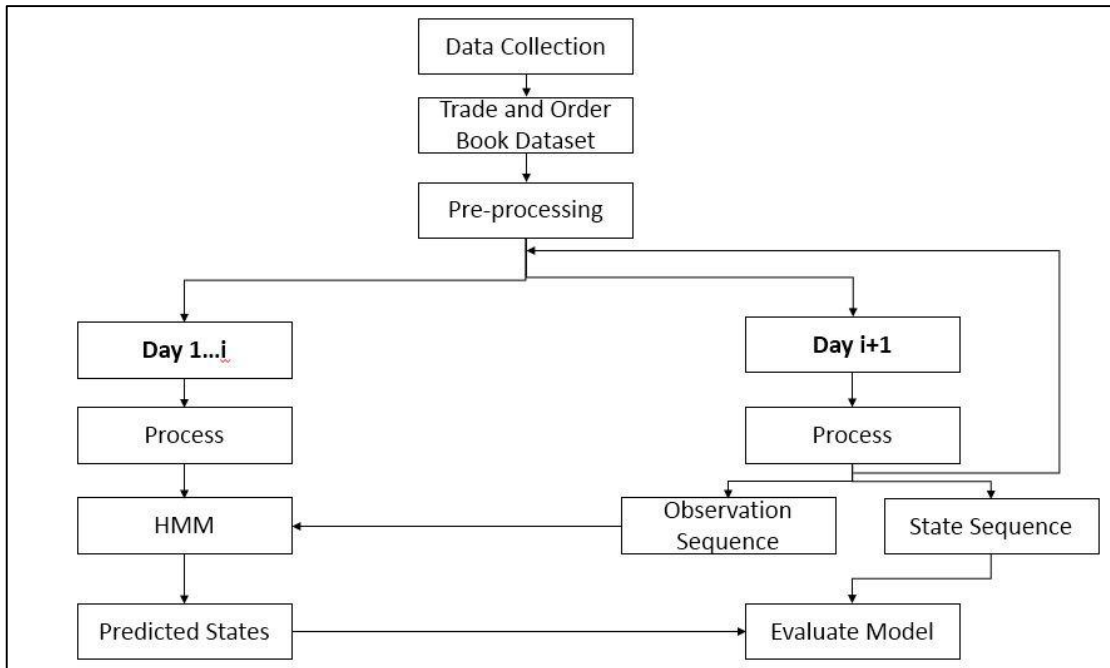 Data Collection
Trade and Order
Book Dataset
Pre-processing
Day 1...i
Day i+1
Process
Process
HMM
Observation
Sequence
State Sequence
Predicted States
Evaluate Model